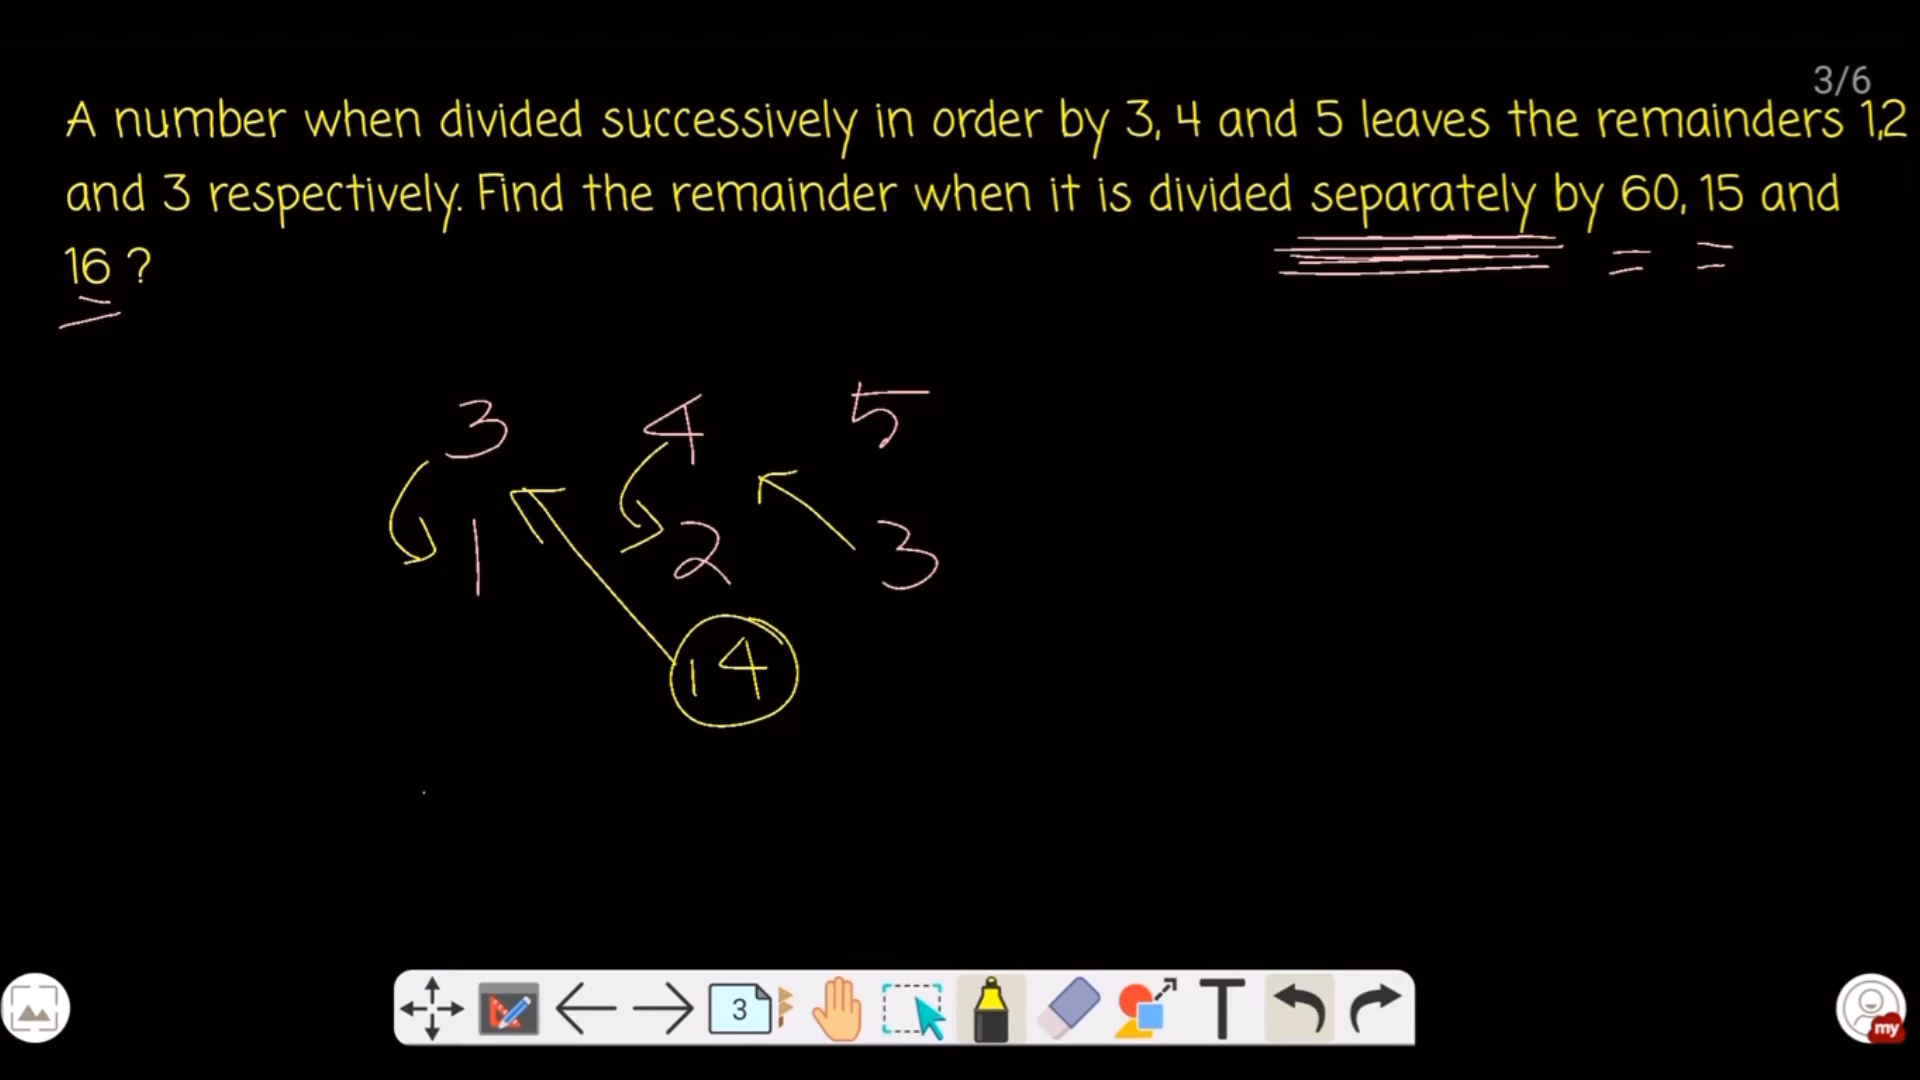 3/6
A number when divided successively in order by 3, 4 and 5 leaves the remainders 1,2
and 3 respectively. Find the remainder when it is divided separately by 60, 15 and
16 ?
3 4 5
1 2 3
14
3
T
my